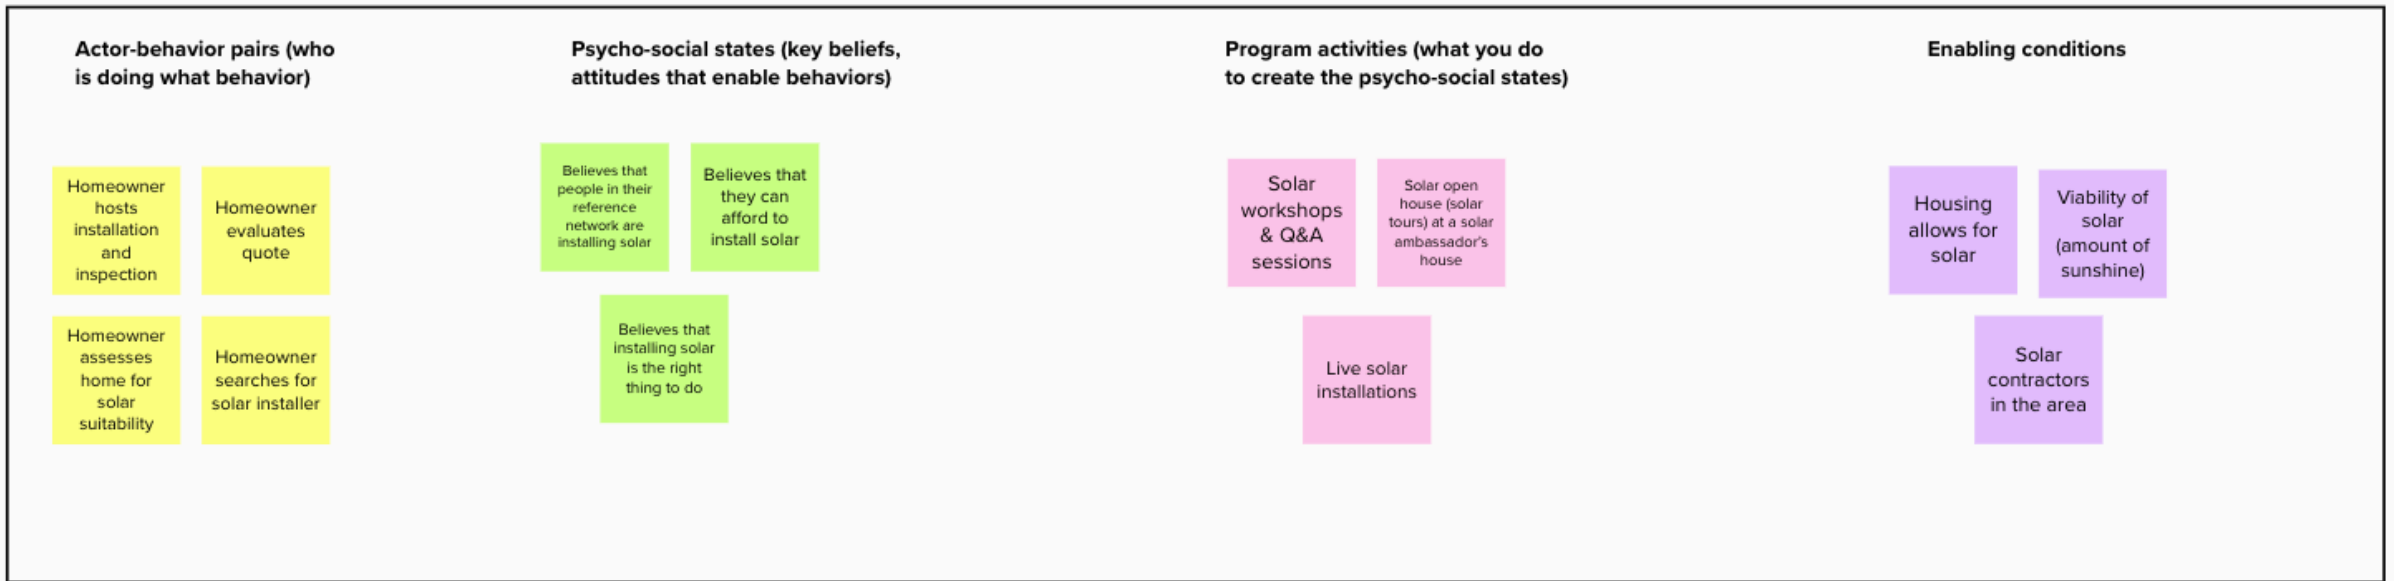 Actor-behavior pairs (who
is doing what behavior)
Psycho-social states (key beliefs,
attitudes that enable behaviors)
Program activities (what you do
to create the psycho-social states)
Enabling conditions
Homeowner
hosts
installation
and
inspection
Homeowner
evaluates
quote
Homeowner
assesses
home for
solar
suitability
Homeowner
searches for
solar installer
Believes that
people in their
reference
network are
installing solar
Believes that
they can
afford to
install solar
Believes that
installing solar
is the right
thing to do
Solar
workshops
& Q&A
sessions
Solar open
house (solar
tours) at a solar
ambassador's
house
Live solar
installations
Housing
allows for
solar
Viability of
solar
(amount of
sunshine)
Solar
contractors
in the area